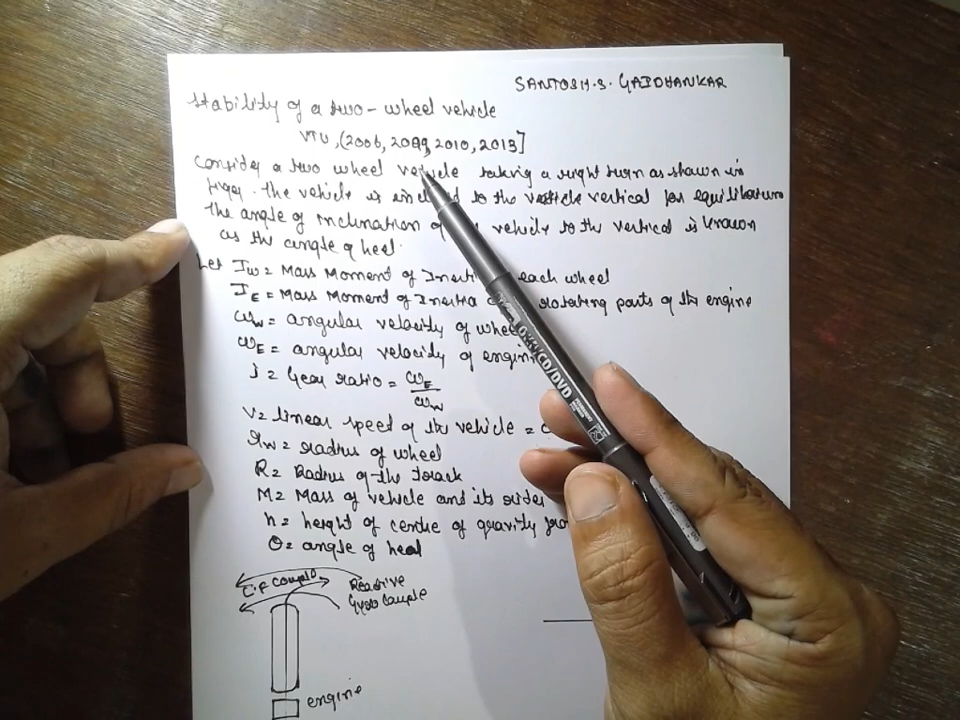 SANTOSH.S. GAIDHANKAR
Stability of a two-wheel vehicle
VTU, (2006, 2009, 2010, 2013]
Consider a two wheel vehicle taking a right turn as shown in
figy. The vehicle is inclined to the vertical for equilibrium
the angle of inclination of vehicle to the vertical is known
as the angle of heel.
Let Iw = Mass Moment of Inertia each wheel
IE = Mass Moment of Inertia rotating parts of the engine
ωw = angular velocity of wheel
ωE = angular velocity of engine
i = Gear ratio = ωE
ωw
V = linear speed of the vehicle =
rw = radius of wheel
R = Radius of the track
M = Mass of vehicle and its rider
h = height of centre of gravity
θ = angle of heel
C.F couple
Reactive
Gyro couple
engine
OHP/CD/DVD